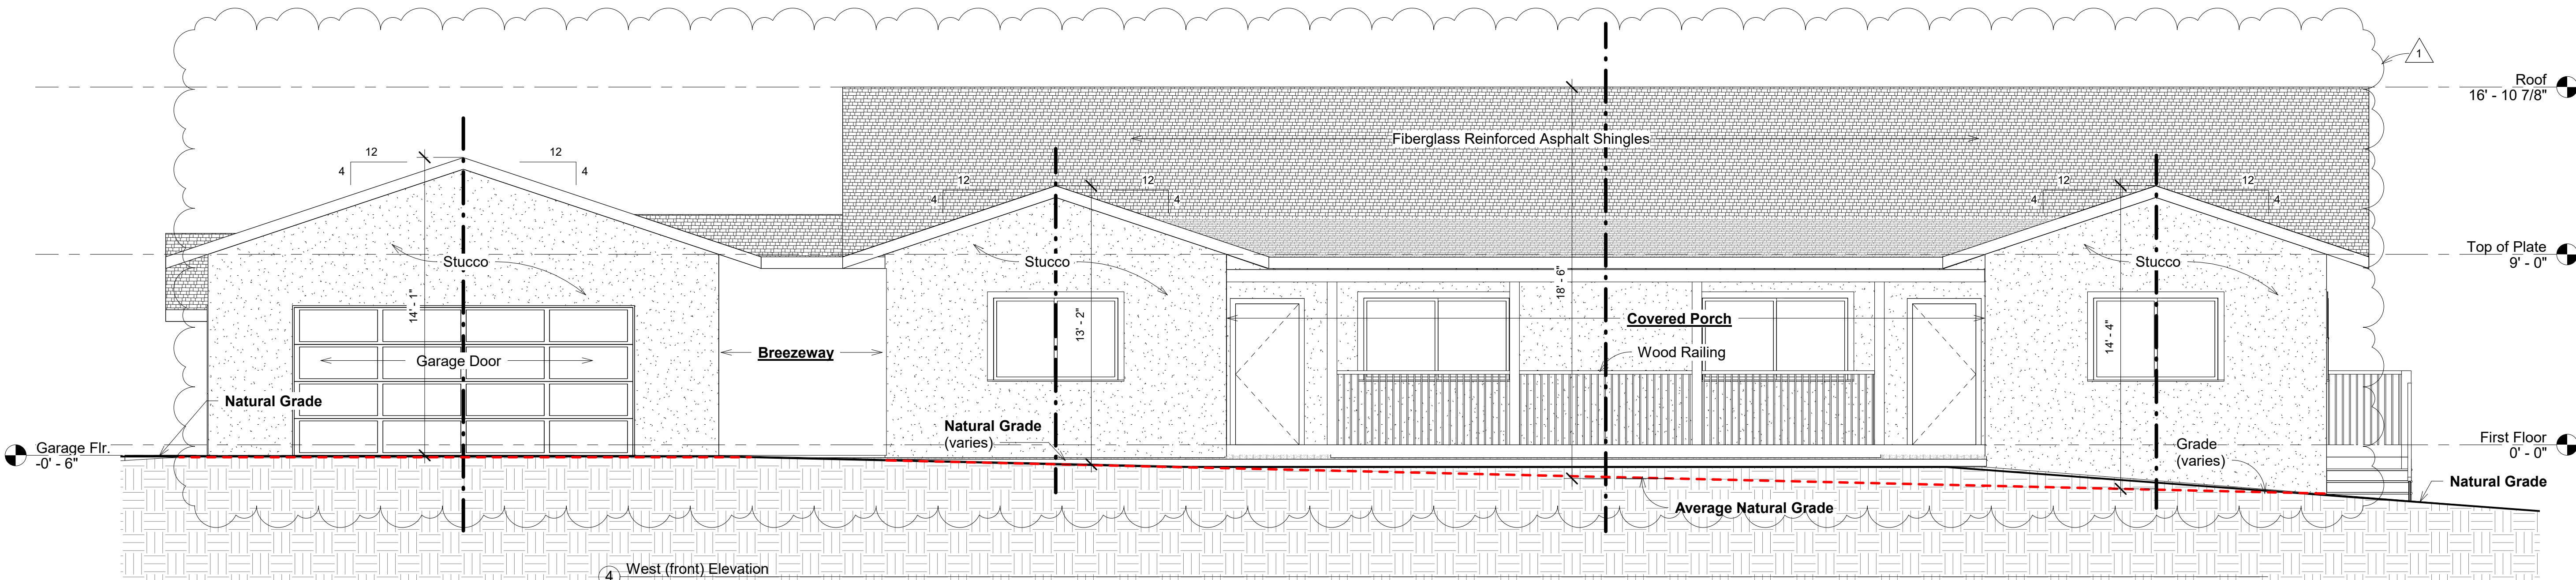 1
Roof
16' - 10 7/8"
Fiberglass Reinforced Asphalt Shingles
12
12
4
4
12
12
4
4
12
12
4
4
Top of Plate
9' - 0"
Stucco
Stucco
Stucco
14' - 1"
13' - 2"
18' - 6"
14' - 4"
Covered Porch
Breezeway
Wood Railing
Garage Door
Natural Grade
Natural Grade
(varies)
Garage Flr.
-0' - 6"
First Floor
0' - 0"
Grade
(varies)
Natural Grade
Average Natural Grade
4
West (front) Elevation